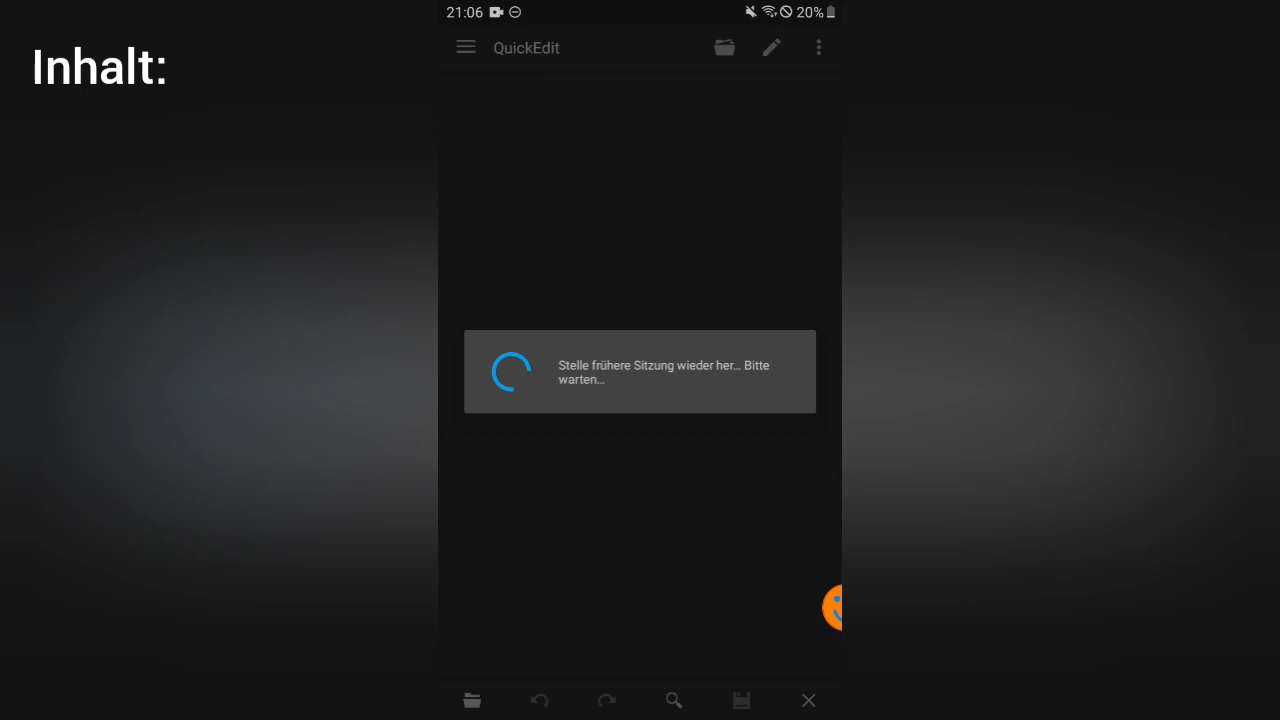 Inhalt:
21:06
20%
QuickEdit
Stelle frühere Sitzung wieder her... Bitte
warten...